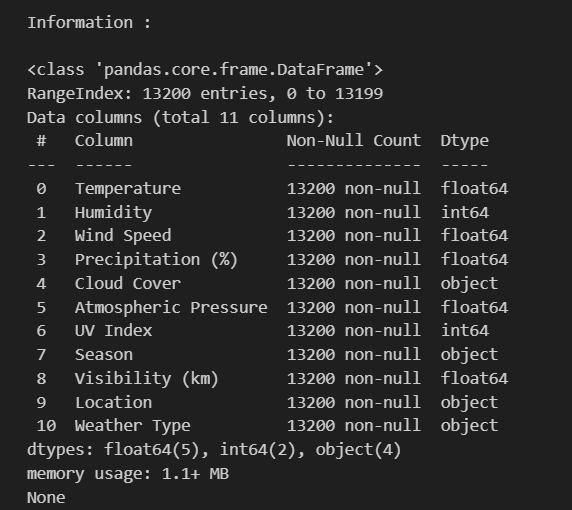 Information :
<class 'pandas.core.frame.DataFrame'>
RangeIndex: 13200 entries, 0 to 13199
Data columns (total 11 columns):
 #   Column                Non-Null Count  Dtype
---  ------                --------------  -----
 0   Temperature           13200 non-null  float64
 1   Humidity              13200 non-null  int64
 2   Wind Speed            13200 non-null  float64
 3   Precipitation (%)     13200 non-null  float64
 4   Cloud Cover           13200 non-null  object
 5   Atmospheric Pressure  13200 non-null  float64
 6   UV Index              13200 non-null  int64
 7   Season                13200 non-null  object
 8   Visibility (km)       13200 non-null  float64
 9   Location              13200 non-null  object
 10  Weather Type          13200 non-null  object
dtypes: float64(5), int64(2), object(4)
memory usage: 1.1+ MB
None